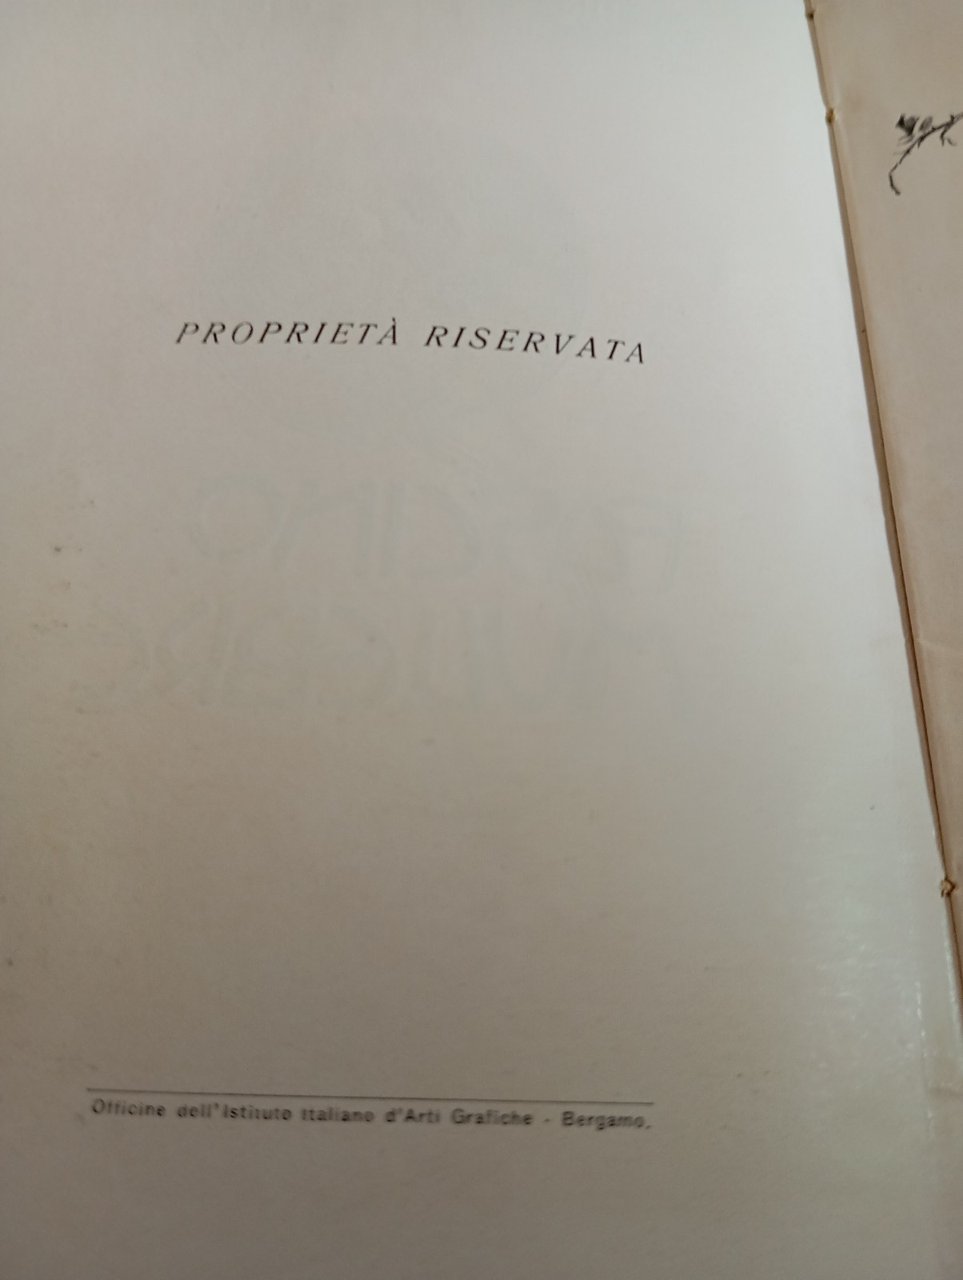 PROPRIETÀ RISERVATA
Officine dell'Istituto Italiano d'Arti Grafiche - Bergamo.